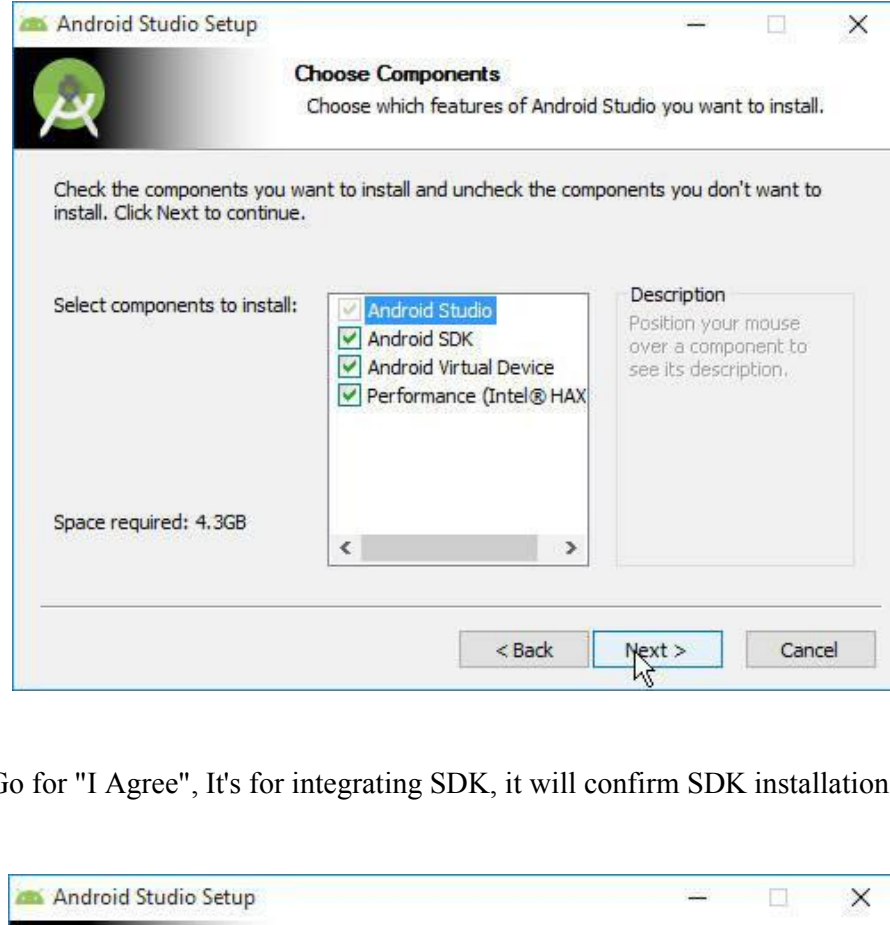 Android Studio Setup
Choose Components
Choose which features of Android Studio you want to install.
Check the components you want to install and uncheck the components you don't want to
install. Click Next to continue.
Select components to install:
Android Studio
Android SDK
Android Virtual Device
Performance (Intel® HAX
Description
Position your mouse
over a component to
see its description.
Space required: 4.3GB
< Back
Next >
Cancel
Go for "I Agree", It's for integrating SDK, it will confirm SDK installation
Android Studio Setup